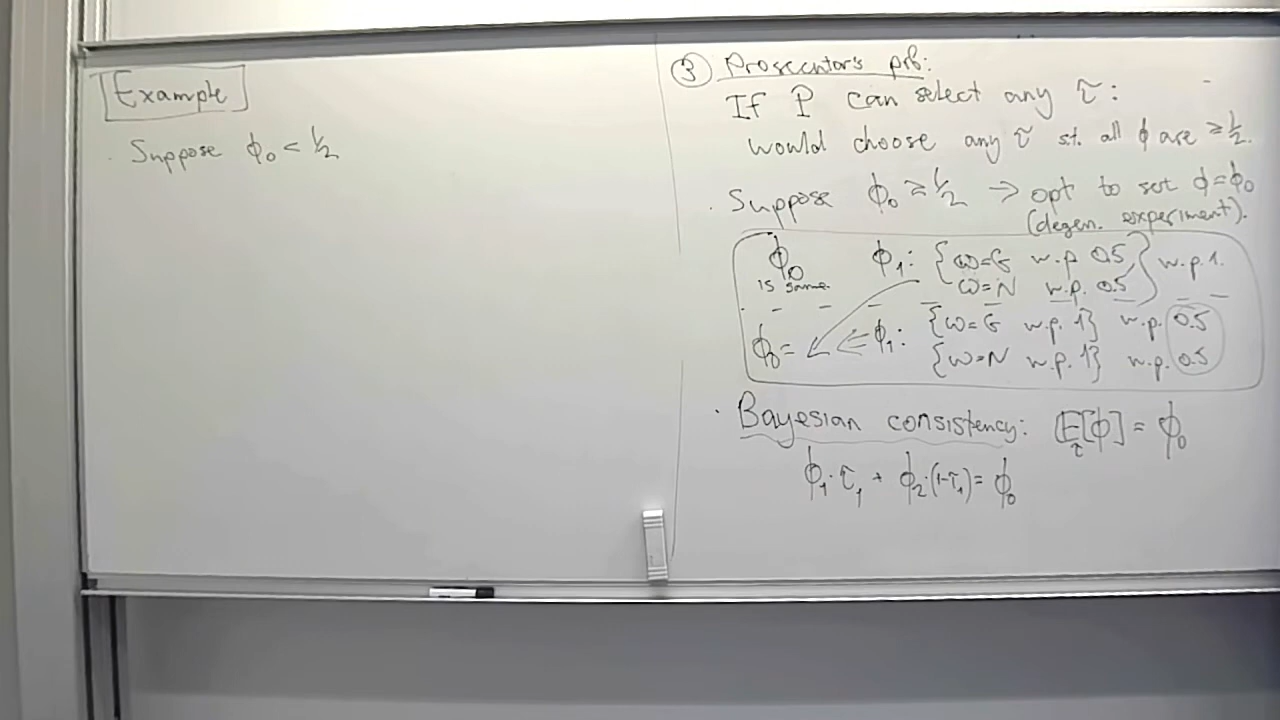 Example
· Suppose ϕ₀ < 1/2
③ Prosecutor's prb:
If P can select any τ:
would choose any τ s.t. all ϕ are ≥ 1/2.
· Suppose ϕ₀ ≥ 1/2 → opt to set ϕ=ϕ₀
(degen. experiment).
ϕ₀ ϕ₁: {ω=G w.p 0.5,
is same. ω=N w.p. 0.5} w.p. 1.
ϕ₀= ϕ₁: {ω=G w.p. 1} w.p. 0.5
{ω=N w.p. 1} w.p. 0.5
· Bayesian consistency: E_τ[ϕ] = ϕ₀
ϕ₁·τ₁ + ϕ₂·(1-τ₁) = ϕ₀